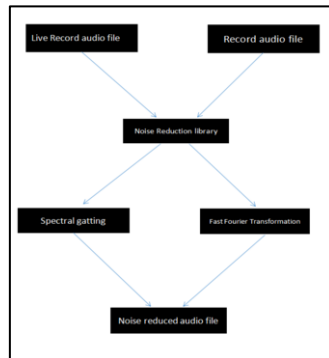 Live Record audio file
Record audio file
Noise Reduction library
Spectral gatting
Fast Fourier Transformation
Noise reduced audio file